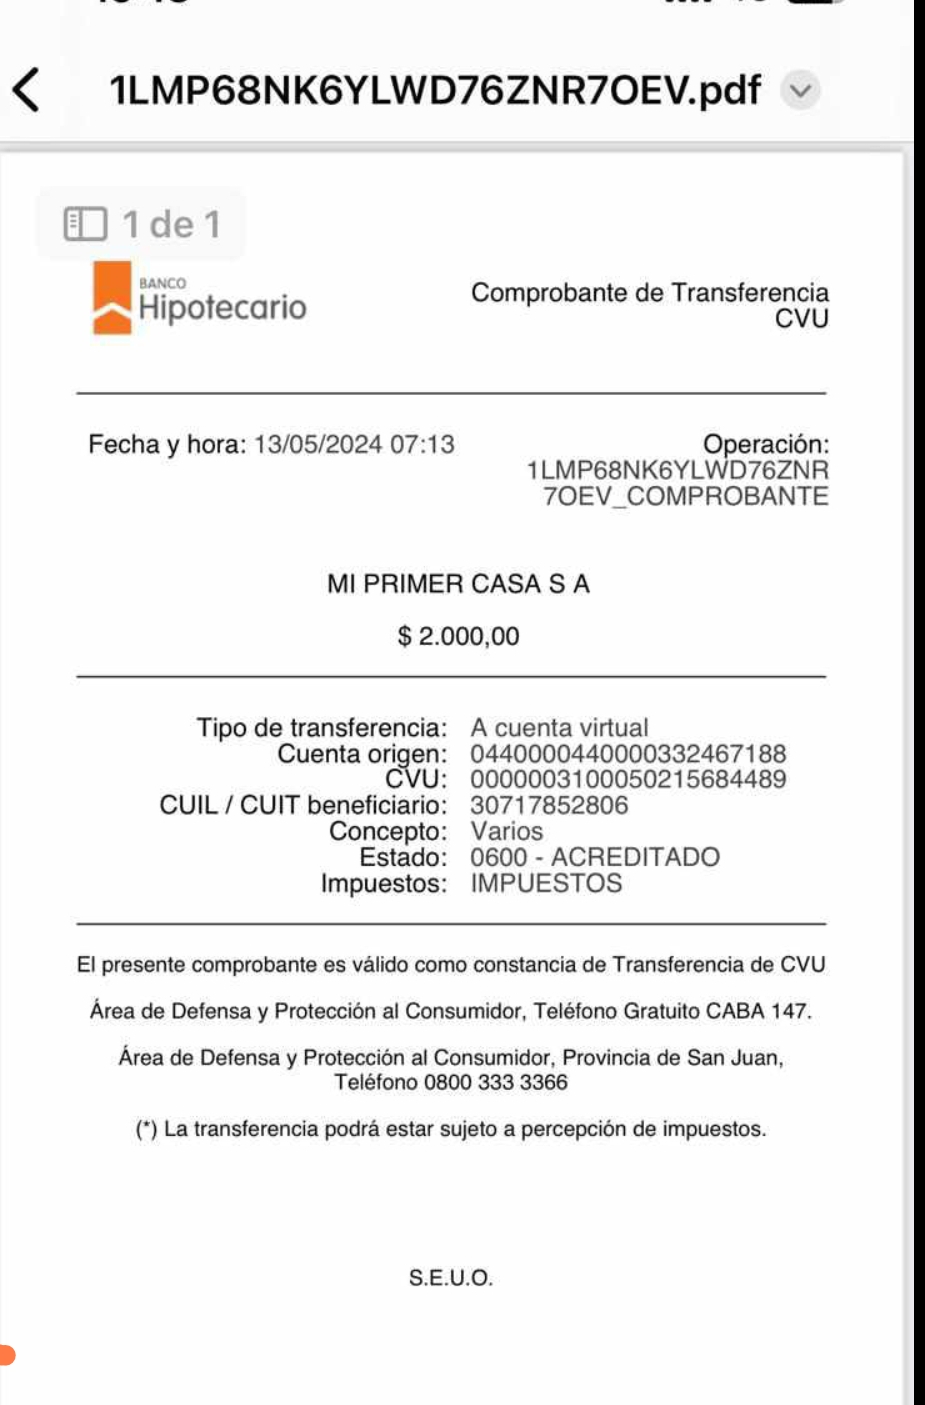 1LMP68NK6YLWD76ZNR7OEV.pdf
1 de 1
BANCO
Hipotecario
Comprobante de Transferencia
CVU
Fecha y hora: 13/05/2024 07:13
Operación:
1LMP68NK6YLWD76ZNR
7OEV_COMPROBANTE
MI PRIMER CASA S A
$ 2.000,00
Tipo de transferencia: A cuenta virtual
Cuenta origen: 0440000440000332467188
CVU: 0000003100050215684489
CUIL / CUIT beneficiario: 30717852806
Concepto: Varios
Estado: 0600 - ACREDITADO
Impuestos: IMPUESTOS
El presente comprobante es válido como constancia de Transferencia de CVU
Área de Defensa y Protección al Consumidor, Teléfono Gratuito CABA 147.
Área de Defensa y Protección al Consumidor, Provincia de San Juan,
Teléfono 0800 333 3366
(*) La transferencia podrá estar sujeto a percepción de impuestos.
S.E.U.O.